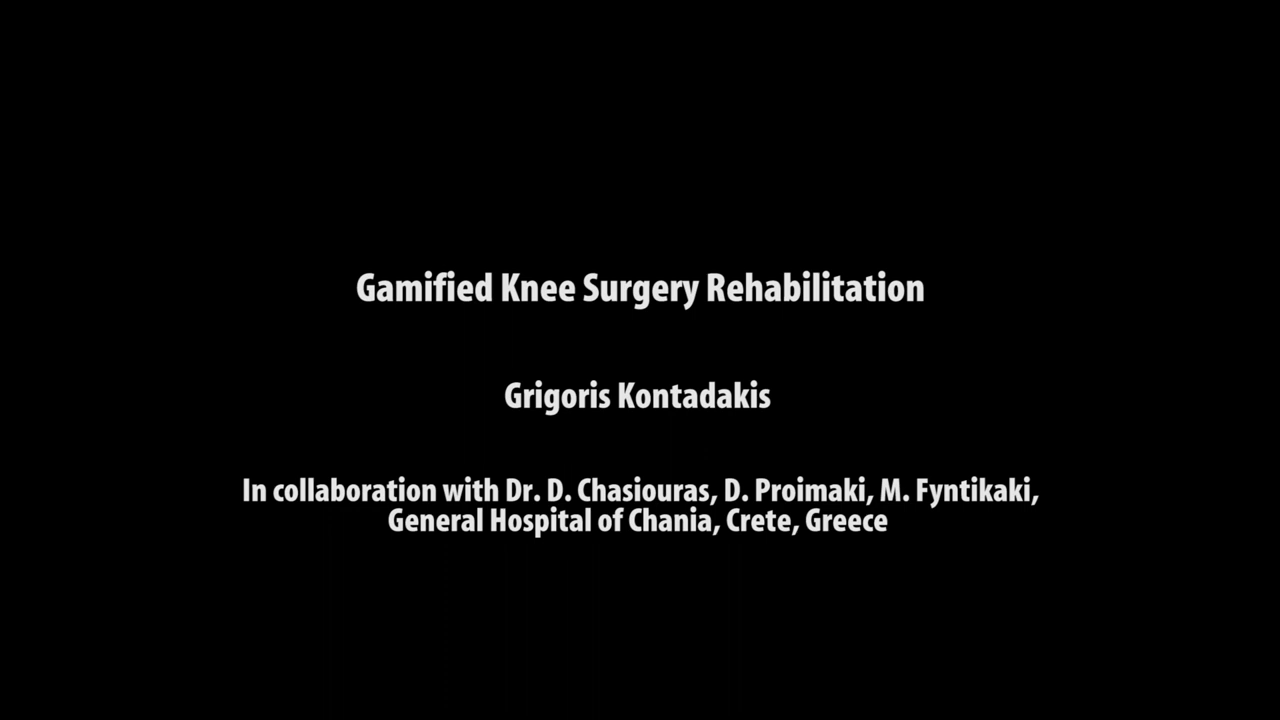 Gamified Knee Surgery Rehabilitation
Grigoris Kontadakis
In collaboration with Dr. D. Chasiouras, D. Proimaki, M. Fyntikaki,
General Hospital of Chania, Crete, Greece